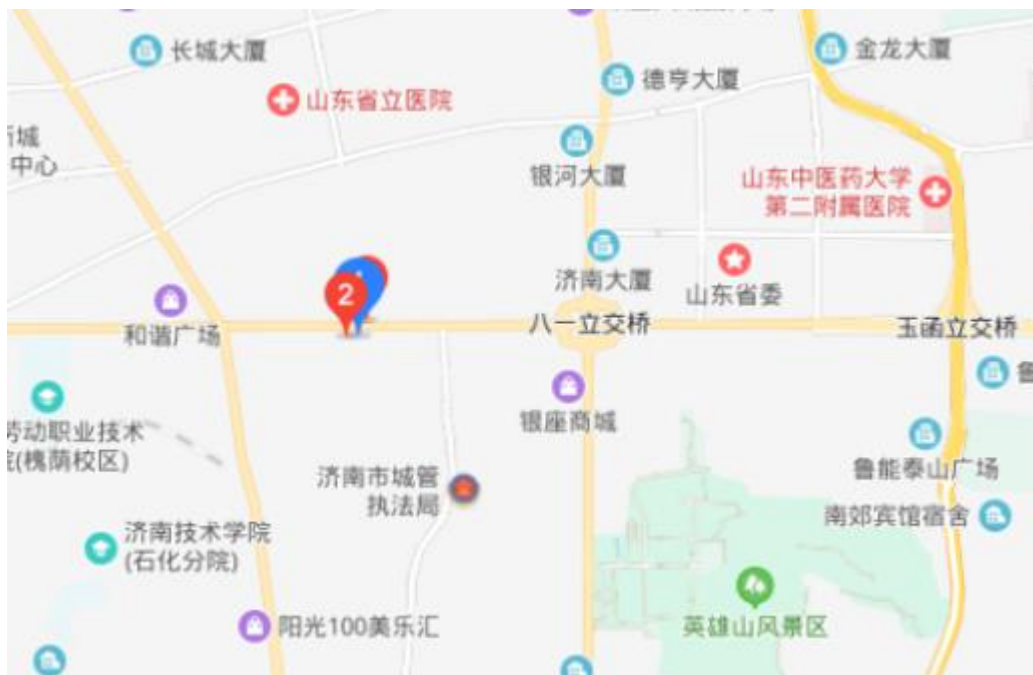 长城大厦
金龙大厦
德亨大厦
山东省立医院
中心
银河大厦
山东中医药大学
第二附属医院
济南大厦
山东省委
2
和谐广场
八一立交桥
玉函立交桥
银座商城
劳动职业技术
(槐荫校区)
鲁能泰山广场
济南市城管
执法局
南郊宾馆宿舍
济南技术学院
(石化分院)
阳光100美乐汇
英雄山风景区